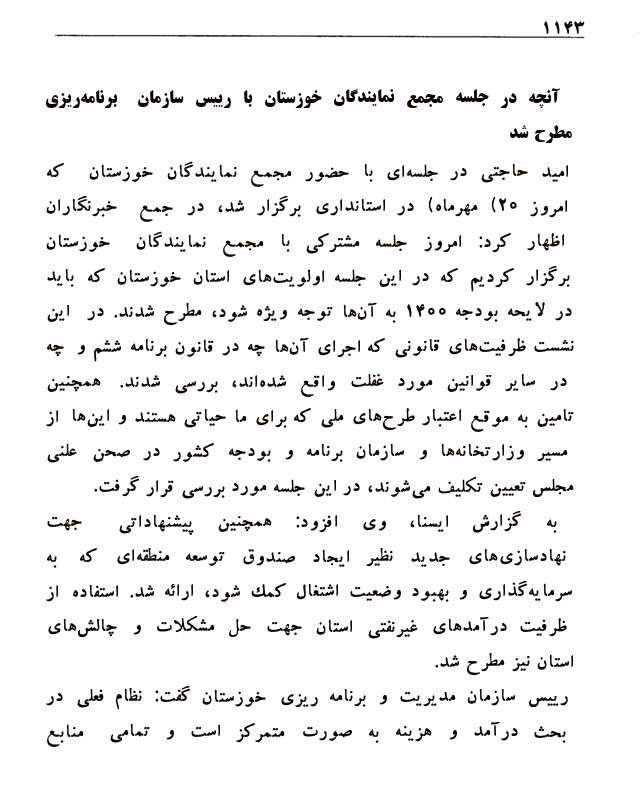 ۱۱۴۳
آنچه در جلسه مجمع نمایندگان خوزستان با رییس سازمان برنامه‌ریزی
مطرح شد
امید حاجتی در جلسه‌ای با حضور مجمع نمایندگان خوزستان که
امروز ۲۵) مهرماه) در استانداری برگزار شد، در جمع خبرنگاران
اظهار کرد: امروز جلسه مشترکی با مجمع نمایندگان خوزستان
برگزار کردیم که در این جلسه اولویت‌های استان خوزستان که باید
در لایحه بودجه ۱۴۰۰ به آن‌ها توجه ویژه شود، مطرح شدند. در این
نشست ظرفیت‌های قانونی که اجرای آن‌ها چه در قانون برنامه ششم و چه
در سایر قوانین مورد غفلت واقع شده‌اند، بررسی شدند. همچنین
تامین به موقع اعتبار طرح‌های ملی که برای ما حیاتی هستند و این‌ها از
مسیر وزارتخانه‌ها و سازمان برنامه و بودجه کشور در صحن علنی
مجلس تعیین تکلیف می‌شوند، در این جلسه مورد بررسی قرار گرفت.
به گزارش ایسنا، وی افزود: همچنین پیشنهاداتی جهت
نهادسازی‌های جدید نظیر ایجاد صندوق توسعه منطقه‌ای که به
سرمایه‌گذاری و بهبود وضعیت اشتغال کمک شود، ارائه شد. استفاده از
ظرفیت درآمدهای غیرنفتی استان جهت حل مشکلات و چالش‌های
استان نیز مطرح شد.
رییس سازمان مدیریت و برنامه ریزی خوزستان گفت: نظام فعلی در
بحث درآمد و هزینه به صورت متمرکز است و تمامی منابع